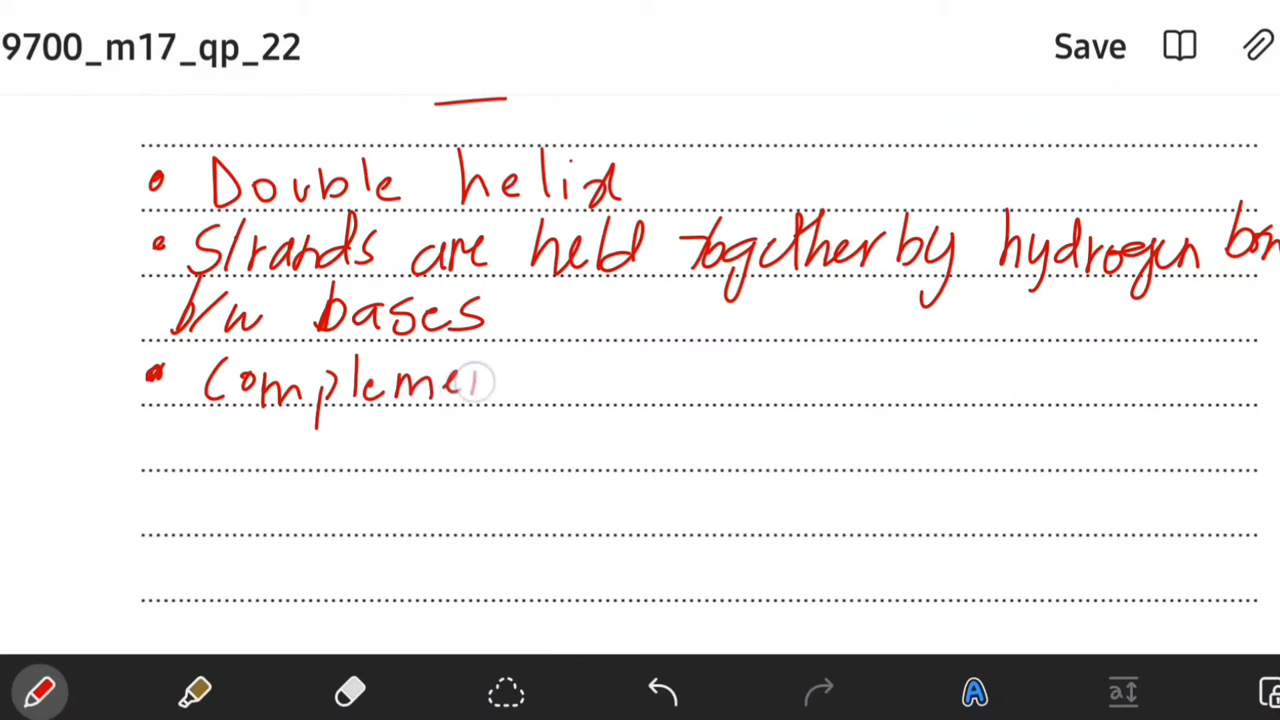 9700_m17_qp_22 Save
• Double helix
• Strands are held together by hydrogen bon
b/w bases
• Compleme
A
a